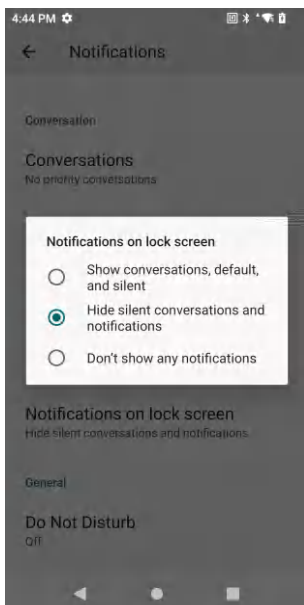 4:44 PM
Notifications
Conversation
Conversations
No priority conversations
Notifications on lock screen
Show conversations, default,
and silent
Hide silent conversations and
notifications
Don't show any notifications
Notifications on lock screen
Hide silent conversations and notifications
General
Do Not Disturb
Off